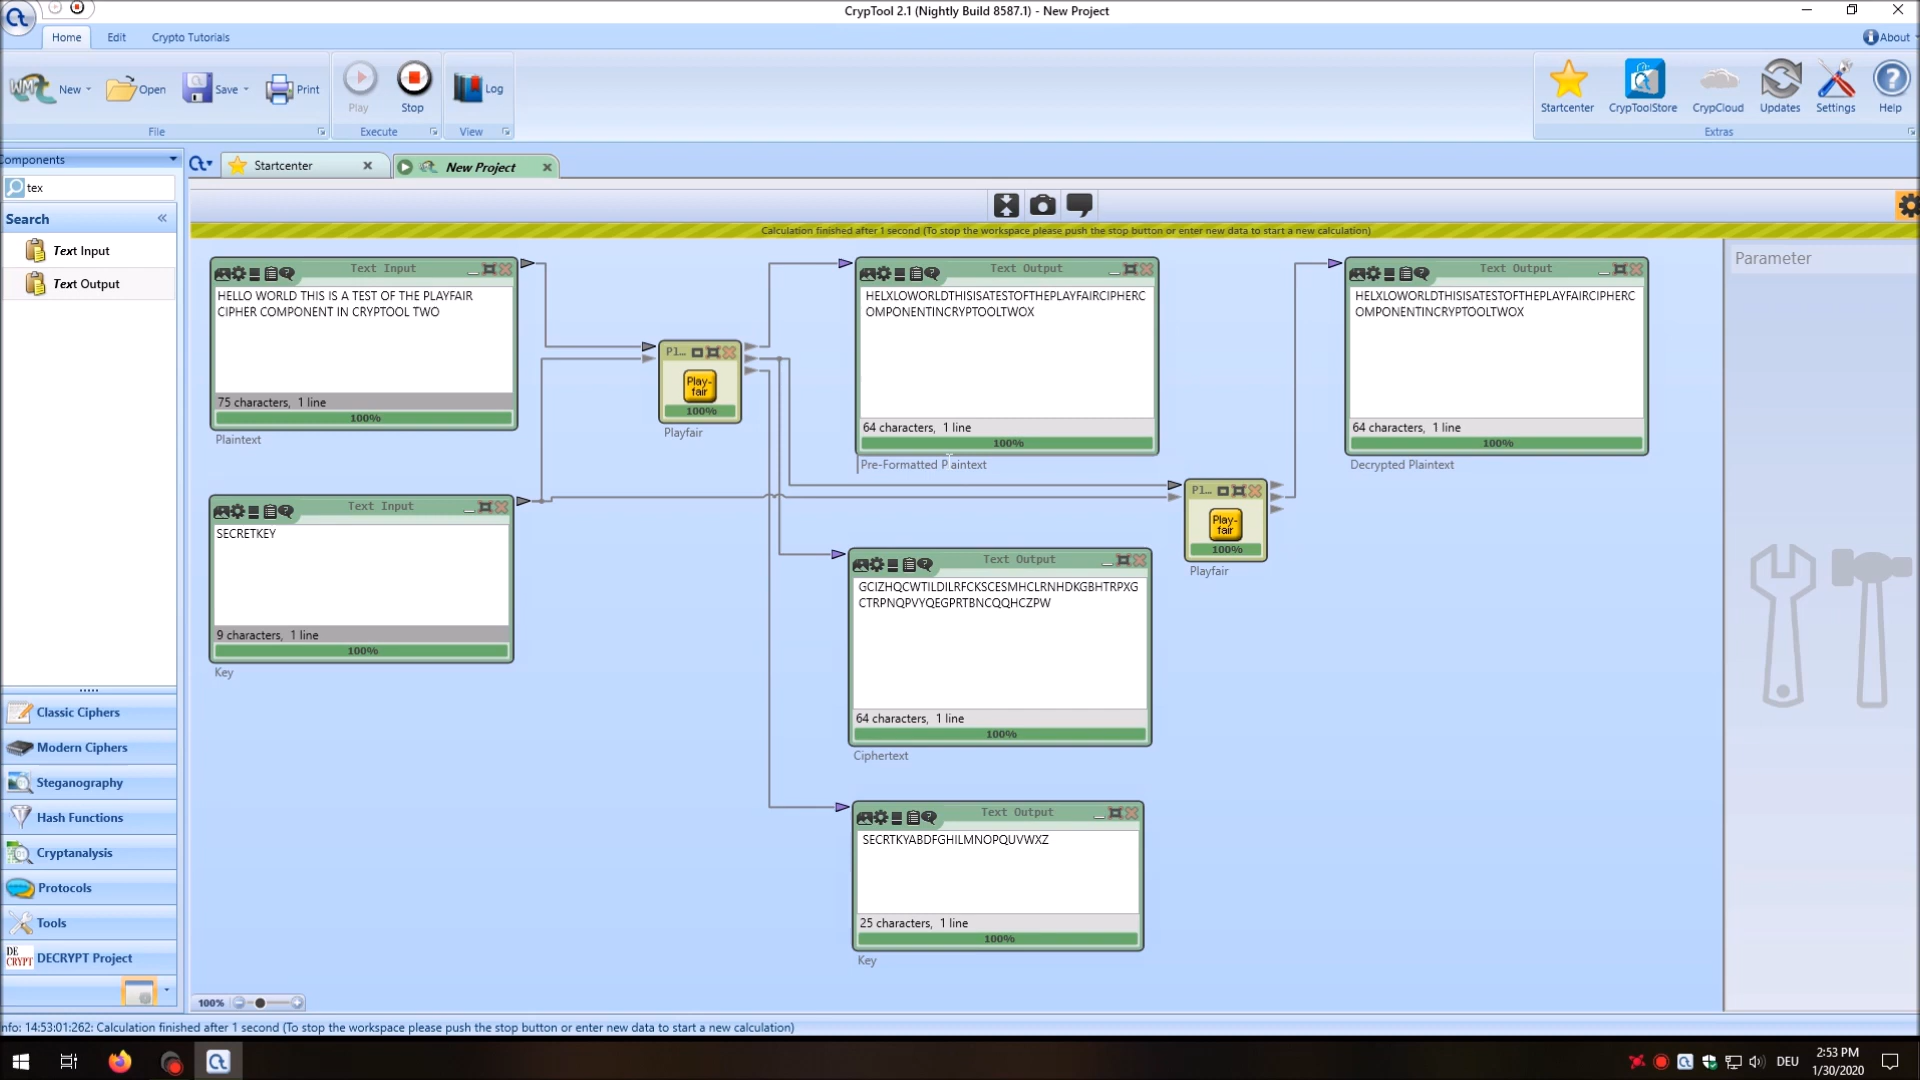 CrypTool 2.1 (Nightly Build 8587.1) - New Project
Home
Edit
Crypto Tutorials
About
New
Open
Save
Print
Play
Stop
Log
Startcenter
CrypToolStore
CrypCloud
Updates
Settings
Help
File
Execute
View
Extras
Components
Startcenter
New Project
tex
Search
Text Input
Text Output
Calculation finished after 1 second (To stop the workspace please push the stop button or enter new data to start a new calculation)
Parameter
Text Input
HELLO WORLD THIS IS A TEST OF THE PLAYFAIR
CIPHER COMPONENT IN CRYPTOOL TWO
75 characters, 1 line
100%
Plaintext
Pl...
Play-
fair
100%
Playfair
Text Output
HELXLOWORLDTHISISATESTOFTHEPLAYFAIRCIPHERC
OMPONENTINCRYPTOOLTWOX
64 characters, 1 line
100%
Pre-Formatted Plaintext
Text Output
HELXLOWORLDTHISISATESTOFTHEPLAYFAIRCIPHERC
OMPONENTINCRYPTOOLTWOX
64 characters, 1 line
100%
Decrypted Plaintext
Text Input
SECRETKEY
9 characters, 1 line
100%
Key
Pl...
Play-
fair
100%
Playfair
Text Output
GCIZHQCWTILDILRFCKSCESMHCLRNHDKGBHTRPXG
CTRPNQPVYQEGPRTBNCQQHCZPW
64 characters, 1 line
100%
Ciphertext
Text Output
SECRTKYABDFGHILMNOPQUVWXZ
25 characters, 1 line
100%
Key
Classic Ciphers
Modern Ciphers
Steganography
Hash Functions
Cryptanalysis
Protocols
Tools
DE
CRYPT
DECRYPT Project
100%
nfo: 14:53:01:262: Calculation finished after 1 second (To stop the workspace please push the stop button or enter new data to start a new calculation)
DEU
2:53 PM
1/30/2020